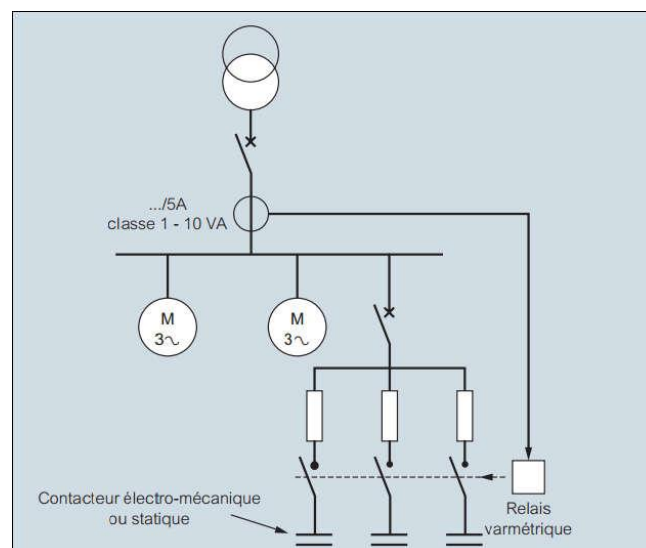 .../5A
classe 1 - 10 VA
M
3~
M
3~
Contacteur électro-mécanique
ou statique
Relais
varmétrique